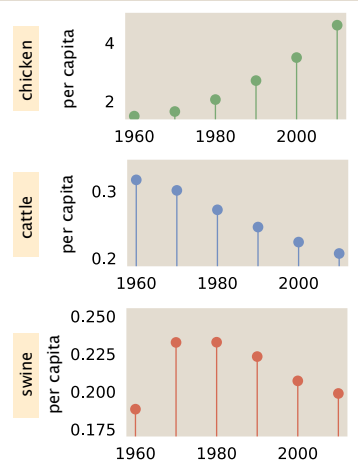 chicken
per capita
4
2
1960 1980 2000
cattle
per capita
0.3
0.2
1960 1980 2000
swine
per capita
0.250
0.225
0.200
0.175
1960 1980 2000